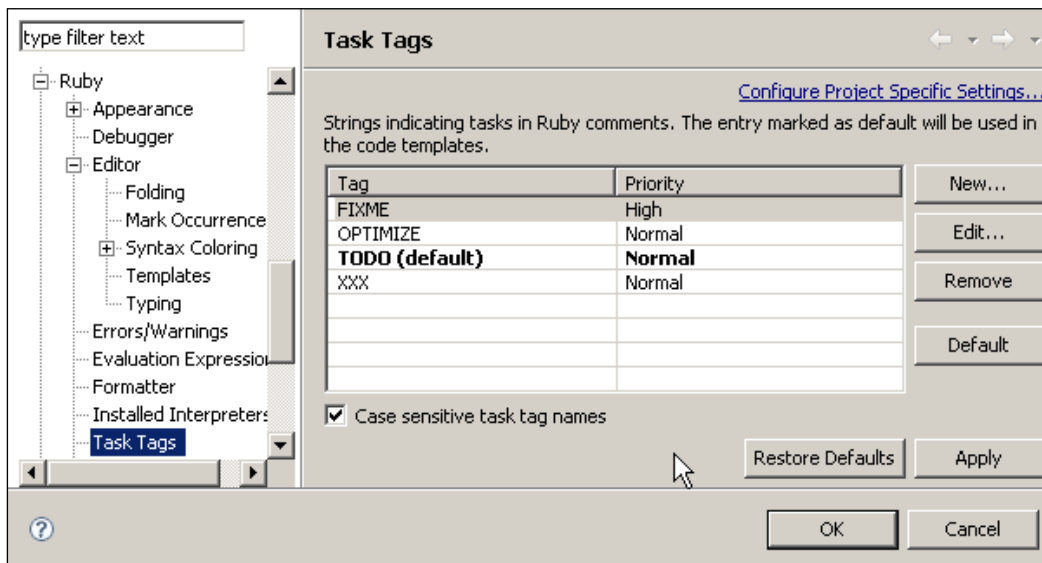 type filter text
Ruby
Appearance
Debugger
Editor
Folding
Mark Occurrence
Syntax Coloring
Templates
Typing
Errors/Warnings
Evaluation Expression
Formatter
Installed Interpreters
Task Tags
Task Tags
Configure Project Specific Settings...
Strings indicating tasks in Ruby comments. The entry marked as default will be used in
the code templates.
Tag Priority
FIXME High
OPTIMIZE Normal
TODO (default) Normal
XXX Normal
New...
Edit...
Remove
Default
Case sensitive task tag names
Restore Defaults
Apply
?
OK
Cancel